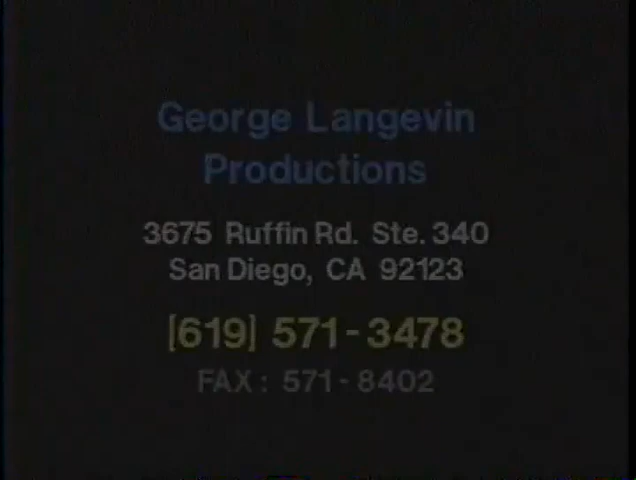 George Langevin
Productions
3675 Ruffin Rd. Ste. 340
San Diego, CA 92123
(619) 571-3478
FAX: 571-8402